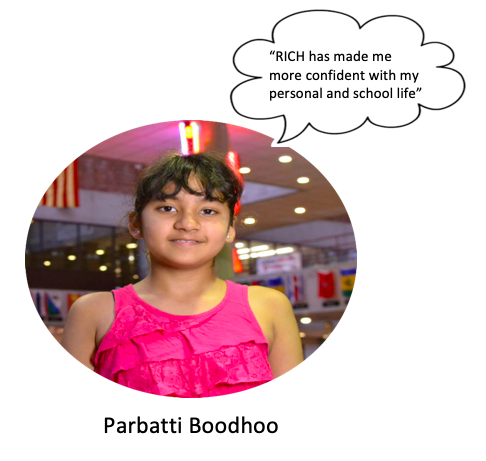 “RICH has made me
more confident with my
personal and school life”
Parbatti Boodhoo